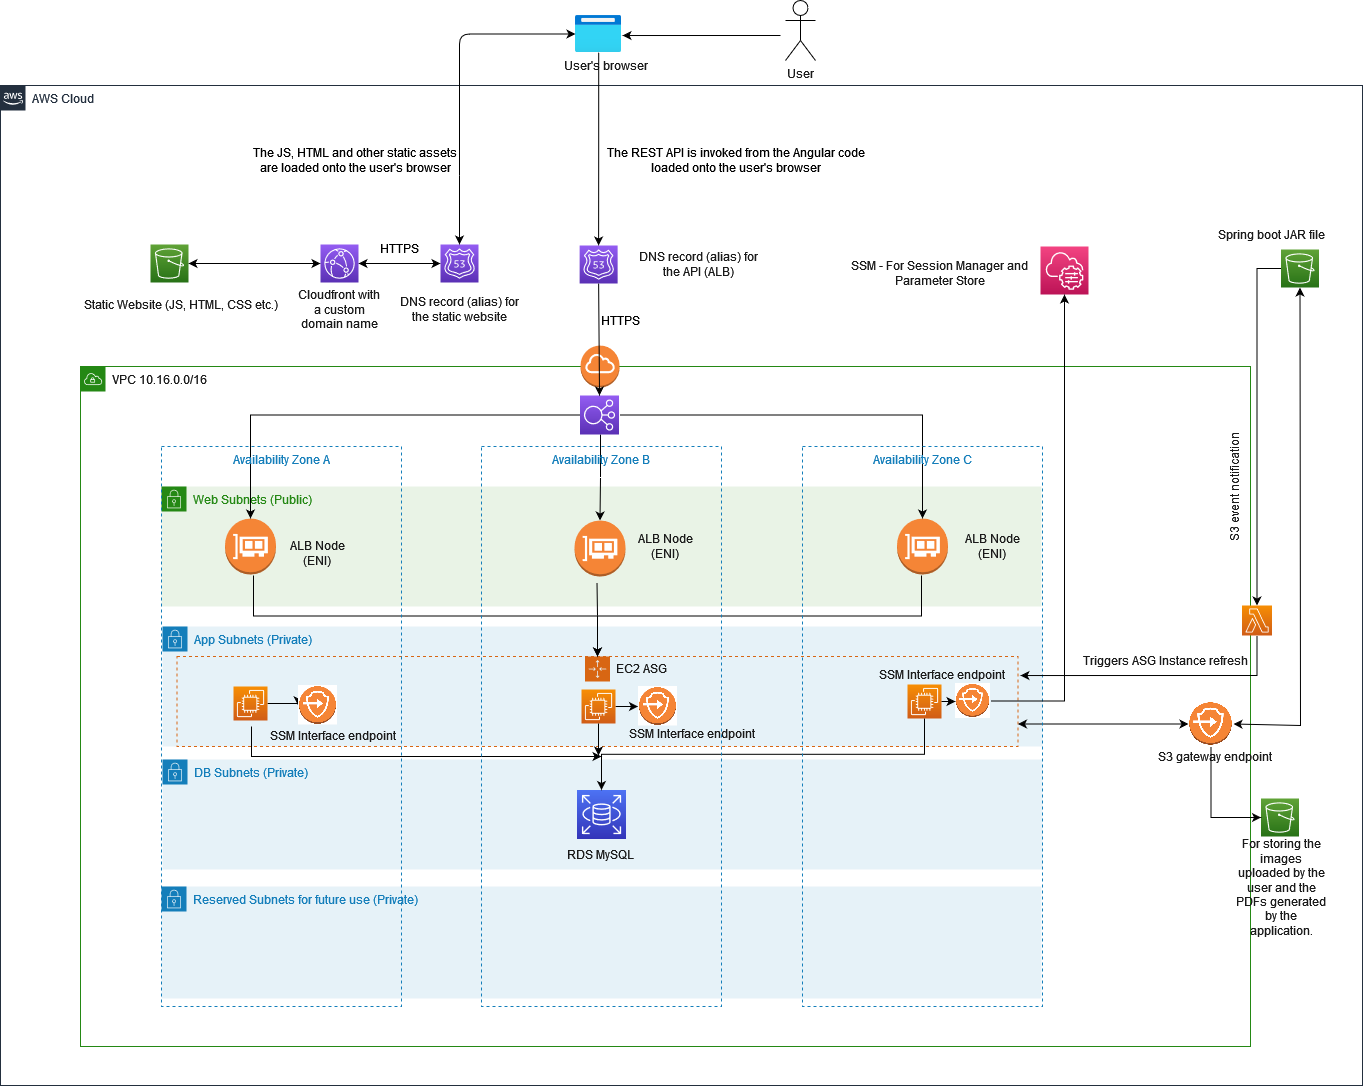 User's browser
User
aws
AWS Cloud
The JS, HTML and other static assets
are loaded onto the user's browser
The REST API is invoked from the Angular code
loaded onto the user's browser
Static Website (JS, HTML, CSS etc.)
Cloudfront with
a custom
domain name
HTTPS
53
DNS record (alias) for
the static website
53
DNS record (alias) for
the API (ALB)
HTTPS
SSM - For Session Manager and
Parameter Store
Spring boot JAR file
VPC 10.16.0.0/16
Availability Zone A
Availability Zone B
Availability Zone C
S3 event notification
Web Subnets (Public)
ALB Node
(ENI)
ALB Node
(ENI)
ALB Node
(ENI)
App Subnets (Private)
EC2 ASG
SSM Interface endpoint
SSM Interface endpoint
SSM Interface endpoint
Triggers ASG Instance refresh
S3 gateway endpoint
DB Subnets (Private)
RDS MySQL
For storing the
images
uploaded by the
user and the
PDFs generated
by the
application.
Reserved Subnets for future use (Private)